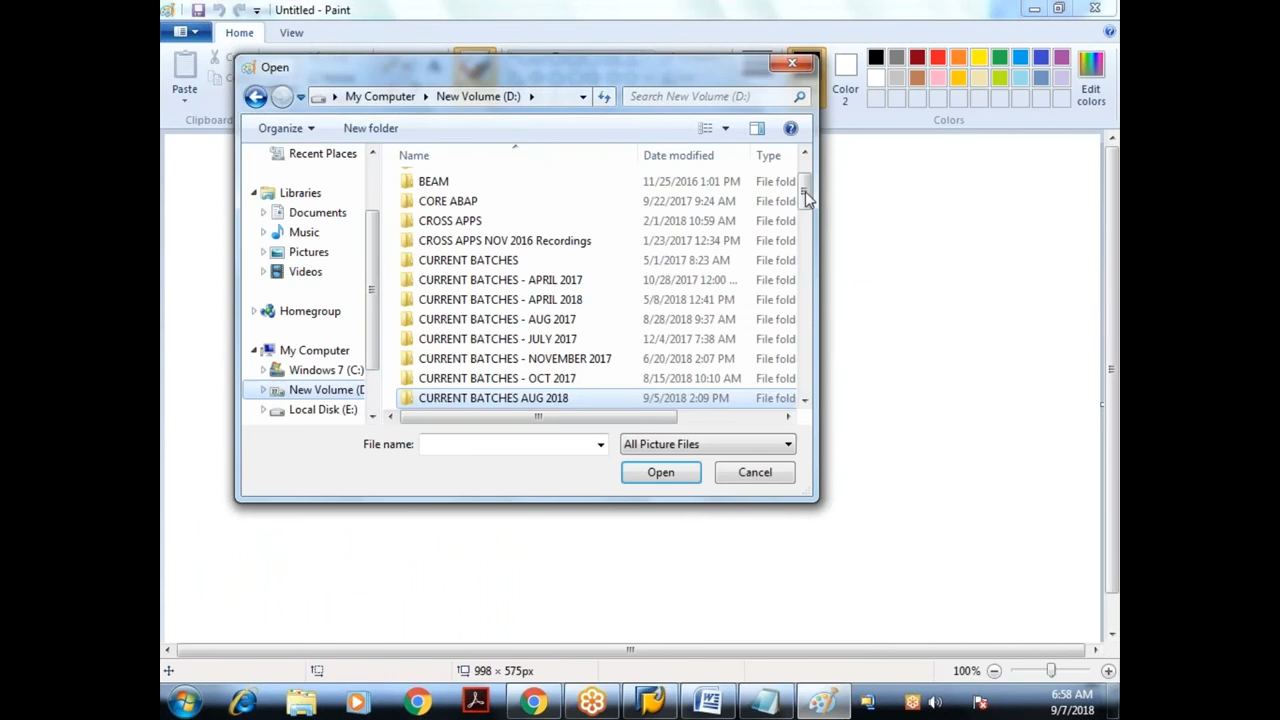 Untitled - Paint
Home View
Paste
Clipboard
Color 2
Edit colors
Colors
Open
My Computer New Volume (D:)
Search New Volume (D:)
Organize New folder
Name Date modified Type
Recent Places
Libraries
Documents
Music
Pictures
Videos
Homegroup
My Computer
Windows 7 (C:)
New Volume (D
Local Disk (E:)
BEAM 11/25/2016 1:01 PM File fold
CORE ABAP 9/22/2017 9:24 AM File fold
CROSS APPS 2/1/2018 10:59 AM File fold
CROSS APPS NOV 2016 Recordings 1/23/2017 12:34 PM File fold
CURRENT BATCHES 5/1/2017 8:23 AM File fold
CURRENT BATCHES - APRIL 2017 10/28/2017 12:00 ... File fold
CURRENT BATCHES - APRIL 2018 5/8/2018 12:41 PM File fold
CURRENT BATCHES - AUG 2017 8/28/2018 9:37 AM File fold
CURRENT BATCHES - JULY 2017 12/4/2017 7:38 AM File fold
CURRENT BATCHES - NOVEMBER 2017 6/20/2018 2:07 PM File fold
CURRENT BATCHES - OCT 2017 8/15/2018 10:10 AM File fold
CURRENT BATCHES AUG 2018 9/5/2018 2:09 PM File fold
File name: All Picture Files
Open Cancel
998 × 575px
100%
6:58 AM
9/7/2018